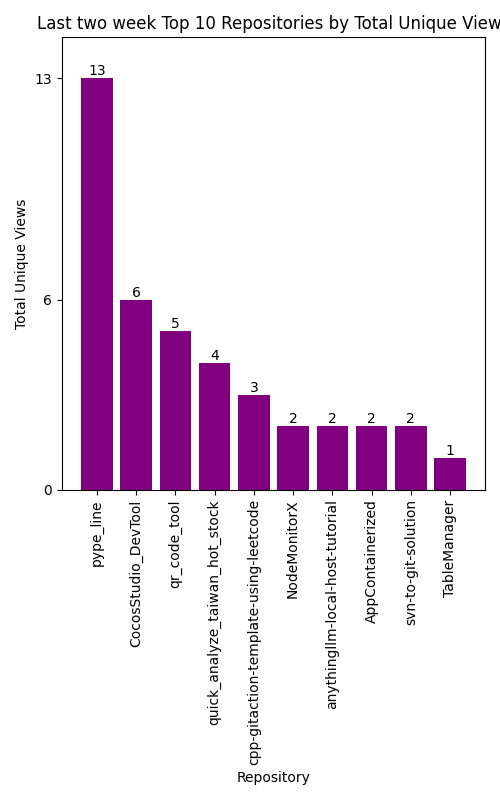 Last two week Top 10 Repositories by Total Unique View
13
6
0
Total Unique Views
13
6
5
4
3
2
2
2
2
1
pype_line
CocosStudio_DevTool
qr_code_tool
quick_analyze_taiwan_hot_stock
cpp-gitaction-template-using-leetcode
NodeMonitorX
anythingllm-local-host-tutorial
AppContainerized
svn-to-git-solution
TableManager
Repository